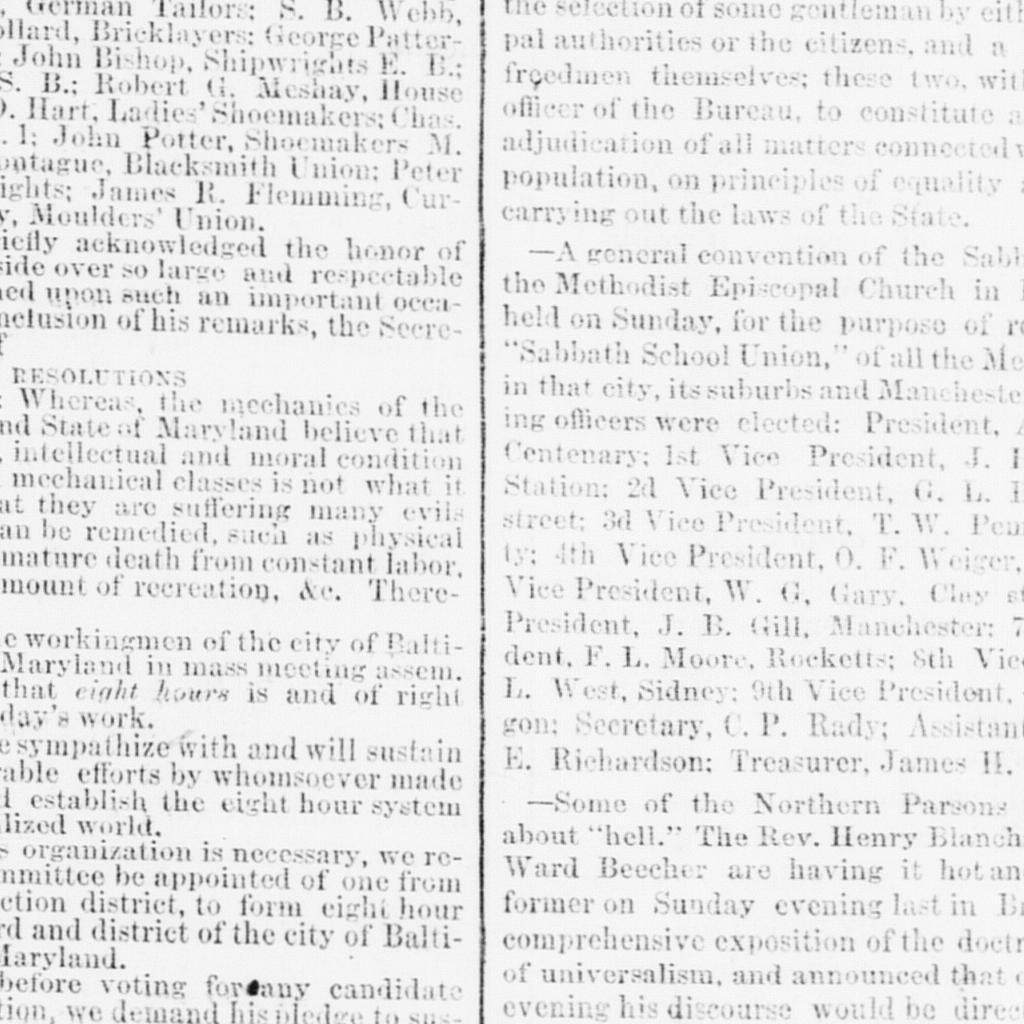 , German Tailors; S. B. Webb,
ollard, Bricklayers; George Patter-
; John Bishop, Shipwrights E. B.;
S. B.; Robert G. Meshay, House
O. Hart, Ladies' Shoemakers; Chas.
. 1; John Potter, Shoemakers M.
ontague, Blacksmith Union; Peter
ights; James R. Flemming, Cur-
y, Moulders' Union.
iefly acknowledged the honor of
side over so large and respectable
ned upon such an important occa-
nclusion of his remarks, the Secre-
f
RESOLUTIONS
: Whereas, the mechanics of the
nd State of Maryland believe that
, intellectual and moral condition
mechanical classes is not what it
at they are suffering many evils
an be remedied, such as physical
mature death from constant labor,
mount of recreation, &c. There-
e workingmen of the city of Balti-
Maryland in mass meeting assem.
that eight hours is and of right
day's work.
e sympathize with and will sustain
rable efforts by whomsoever made
d establish the eight hour system
ilized world.
s organization is necessary, we re-
mmittee be appointed of one from
ction district, to form eight hour
rd and district of the city of Balti-
Maryland.
before voting for any candidate
tion, we demand his pledge to sus-
the selection of some gentleman by eith
pal authorities or the citizens, and a
freedmen themselves; these two, with
officer of the Bureau, to constitute a
adjudication of all matters connected w
population, on principles of equality a
carrying out the laws of the State.
—A general convention of the Sabb
the Methodist Episcopal Church in
held on Sunday, for the purpose of re
"Sabbath School Union," of all the Me
in that city, its suburbs and Mancheste
ing officers were elected: President, A
Centenary; 1st Vice President, J. H
Station; 2d Vice President, G. L.
street; 3d Vice President, T. W. Pem
ty; 4th Vice President, O. F. Weiger,
Vice President, W. G. Gary, Clay st
President, J. B. Gill, Manchester; 7
dent, F. L. Moore, Rocketts; 8th Vice
L. West, Sidney; 9th Vice President,
gon; Secretary, C. P. Rady; Assistant
E. Richardson; Treasurer, James H.
—Some of the Northern Parsons
about "hell." The Rev. Henry Blanch
Ward Beecher are having it hot and
former on Sunday evening last in Br
comprehensive exposition of the doctr
of universalism, and announced that o
evening his discourse would be direc